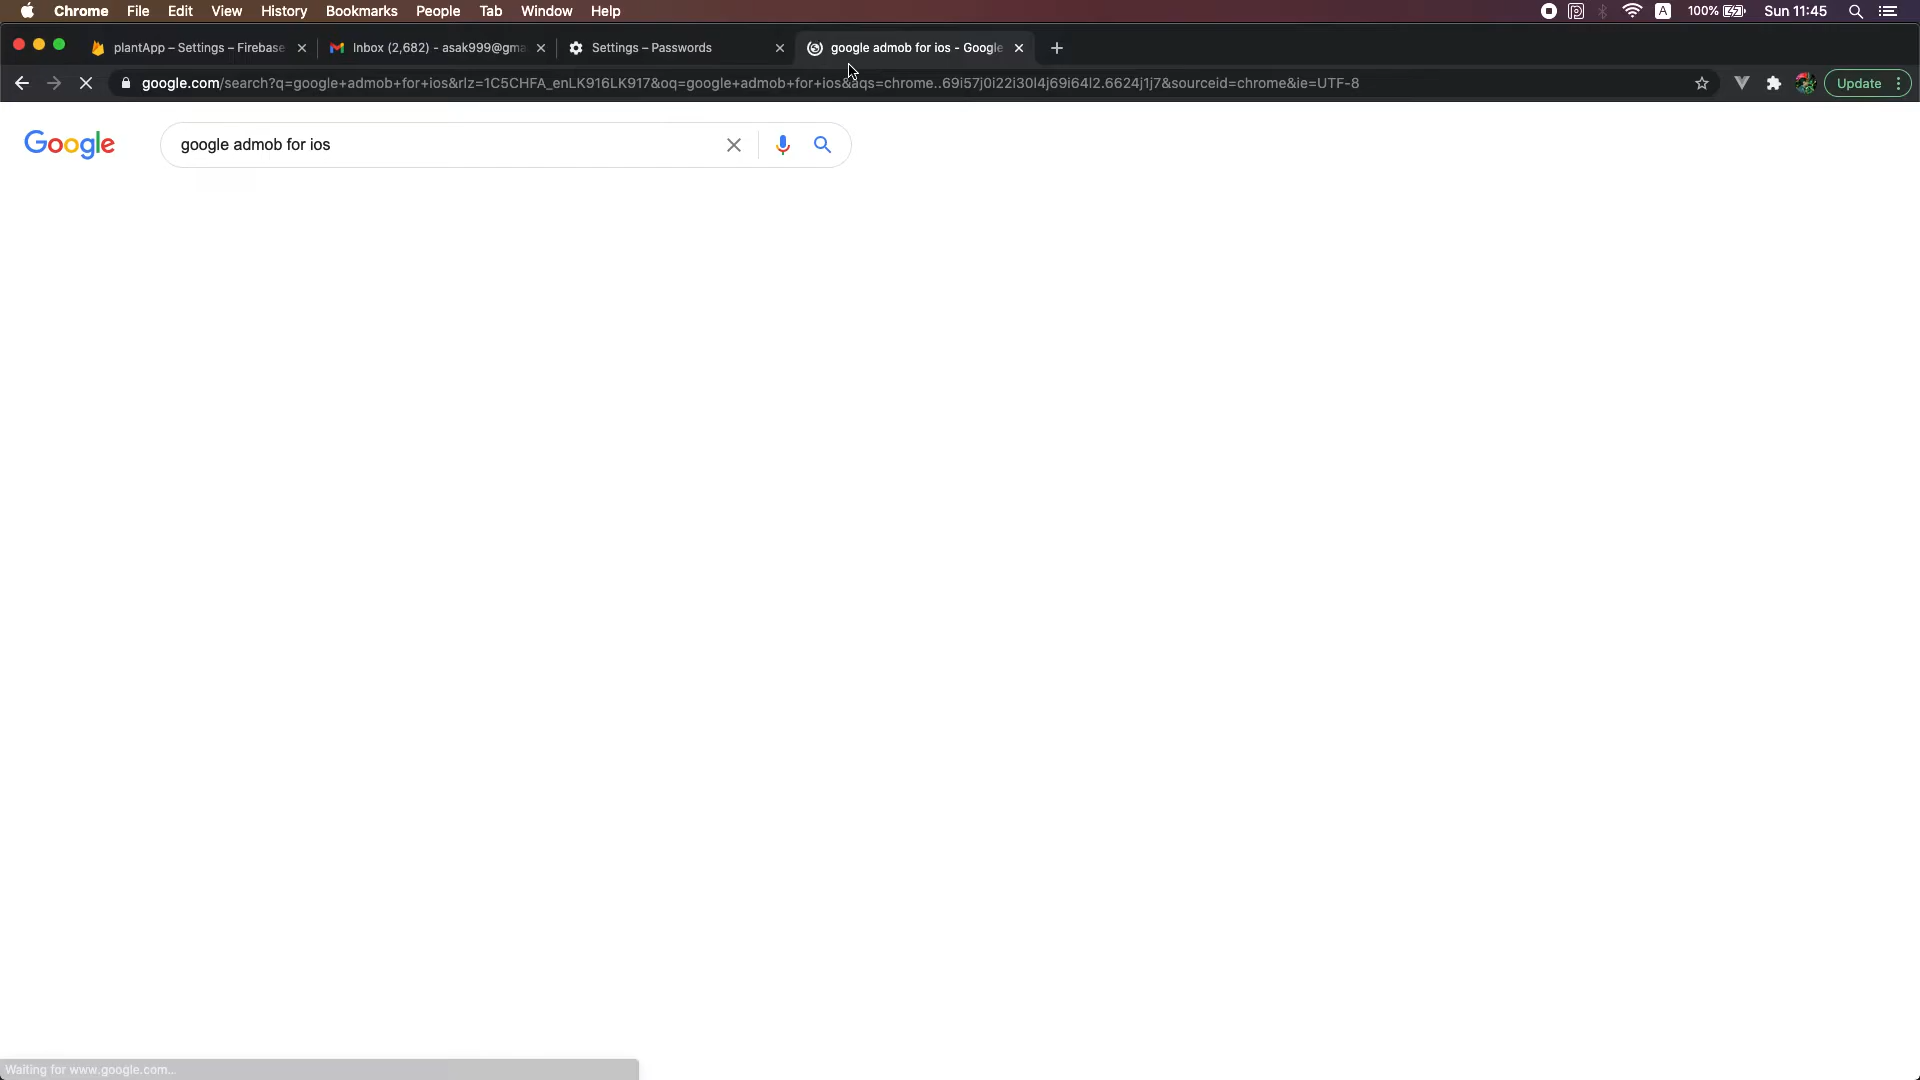 Chrome File Edit View History Bookmarks People Tab Window Help A 100% Sun 11:45
plantApp – Settings – Firebase Inbox (2,682) - asak999@gma Settings – Passwords google admob for ios - Google
google.com/search?q=google+admob+for+ios&rlz=1C5CHFA_enLK916LK917&oq=google+admob+for+ios&aqs=chrome..69i57j0i22i30l4j69i64l2.6624j1j7&sourceid=chrome&ie=UTF-8 Update
Google google admob for ios
Waiting for www.google.com...